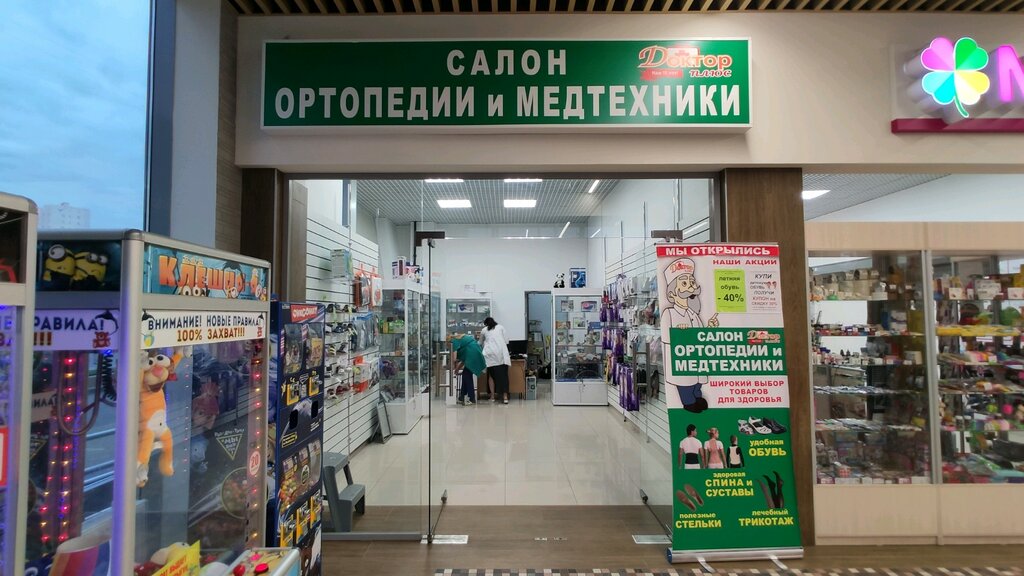 САЛОН
Доктор
плюс
ОРТОПЕДИИ и МЕДТЕХНИКИ
М
МЫ ОТКРЫЛИСЬ
Доктор
НАШИ АКЦИИ
летняя
обувь
- 40%
КУПИ
ПОЛУЧИ
САЛОН
ОРТОПЕДИИ и
МЕДТЕХНИКИ
ШИРОКИЙ ВЫБОР
ТОВАРОВ
ДЛЯ ЗДОРОВЬЯ
удобная
ОБУВЬ
здоровая
СПИНА и
СУСТАВЫ
полезные
СТЕЛЬКИ
лечебный
ТРИКОТАЖ
ПРАВИЛА!
ВНИМАНИЕ! НОВЫЕ ПРАВИЛА!
100% ЗАХВАТ!!!